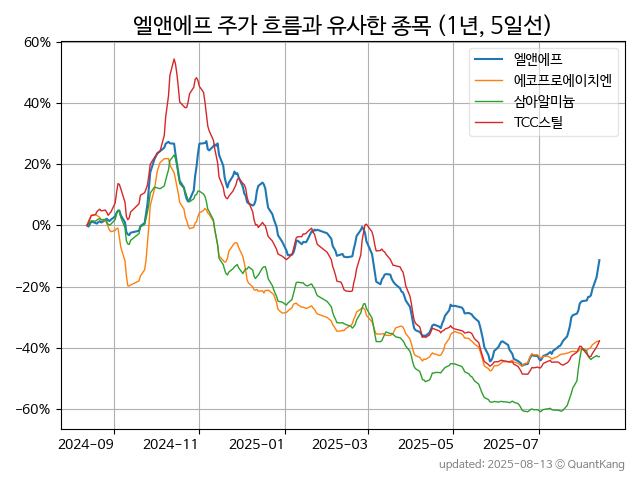 엘앤에프 주가 흐름과 유사한 종목 (1년, 5일선)
60%
40%
20%
0%
−20%
−40%
−60%
엘앤에프
에코프로에이치엔
삼아알미늄
TCC스틸
2024-09 2024-11 2025-01 2025-03 2025-05 2025-07
updated: 2025-08-13 © QuantKang